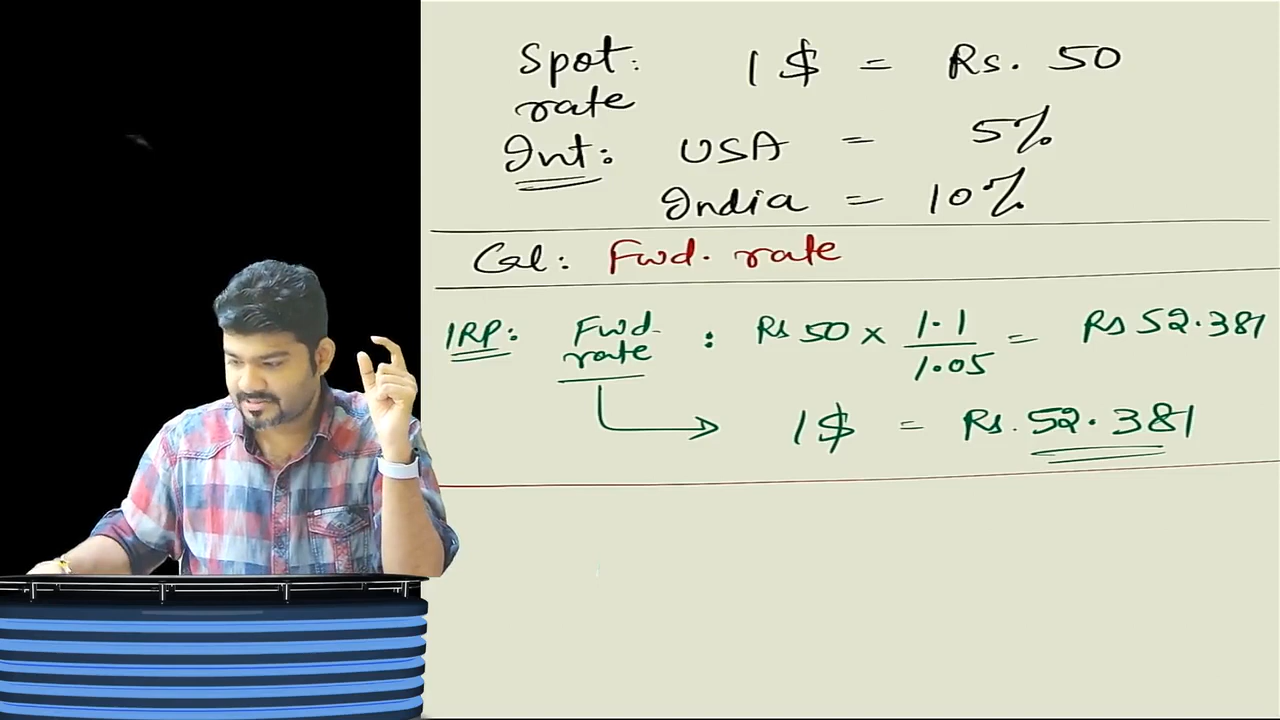 Spot: 1 $ = Rs. 50
rate
Int: USA = 5%
India = 10%
Cal: Fwd. rate
IRP: Fwd. rate : Rs 50 × 1.1/1.05 = Rs 52.381
1 $ = Rs. 52.381